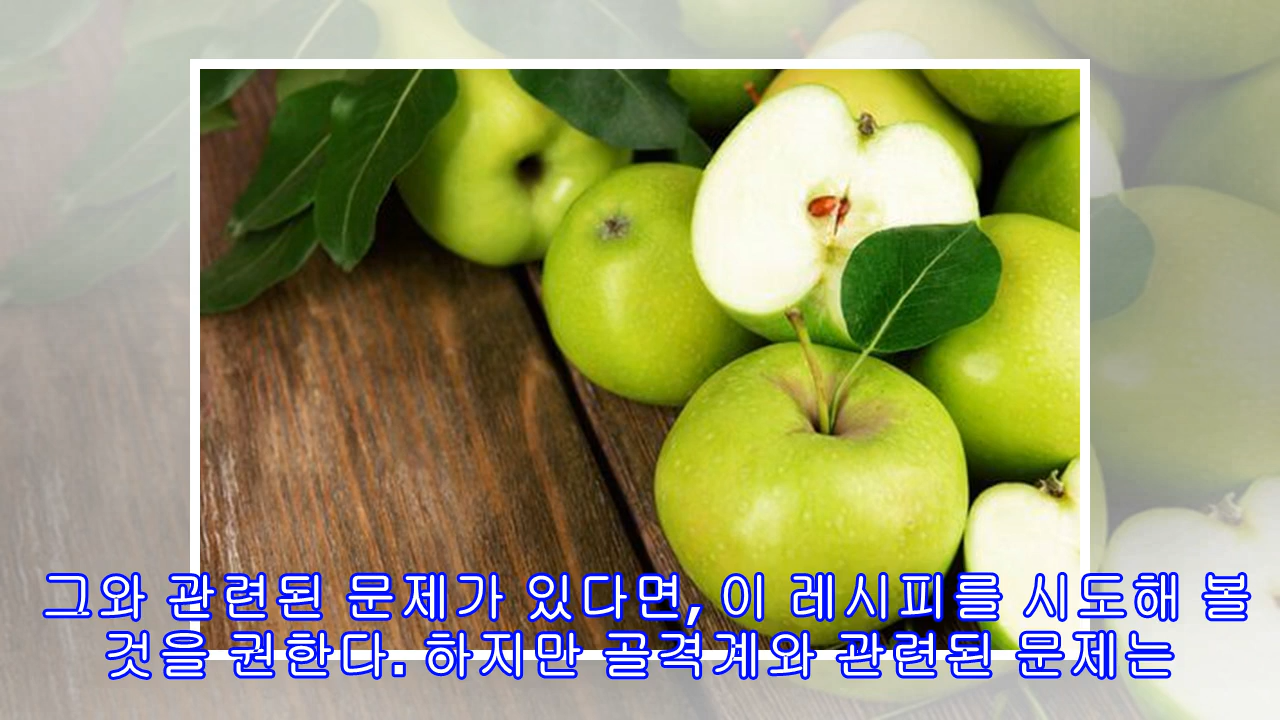 그와 관련된 문제가 있다면, 이 레시피를 시도해 볼
것을 권한다. 하지만 골격계와 관련된 문제는